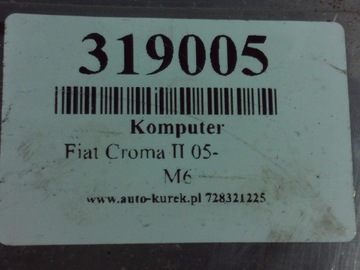 319005
Komputer
Fiat Croma II 05-
M6
www.auto-kurek.pl 728321225